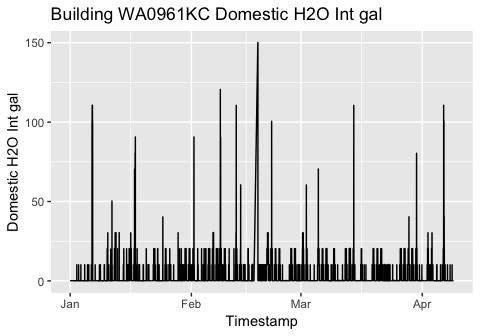 Building WA0961KC Domestic H2O Int gal
Domestic H2O Int gal
150
100
50
0
Jan Feb Mar Apr
Timestamp